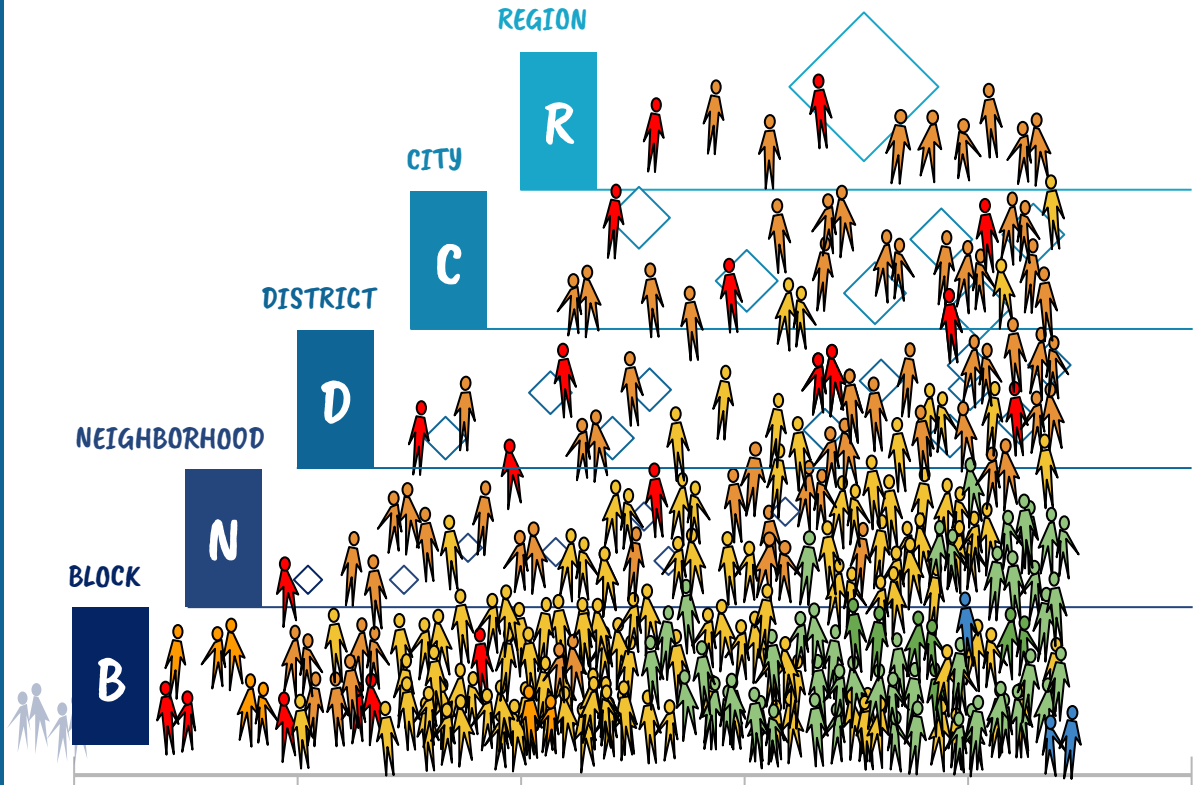 REGION
R
CITY
C
DISTRICT
D
NEIGHBORHOOD
N
BLOCK
B